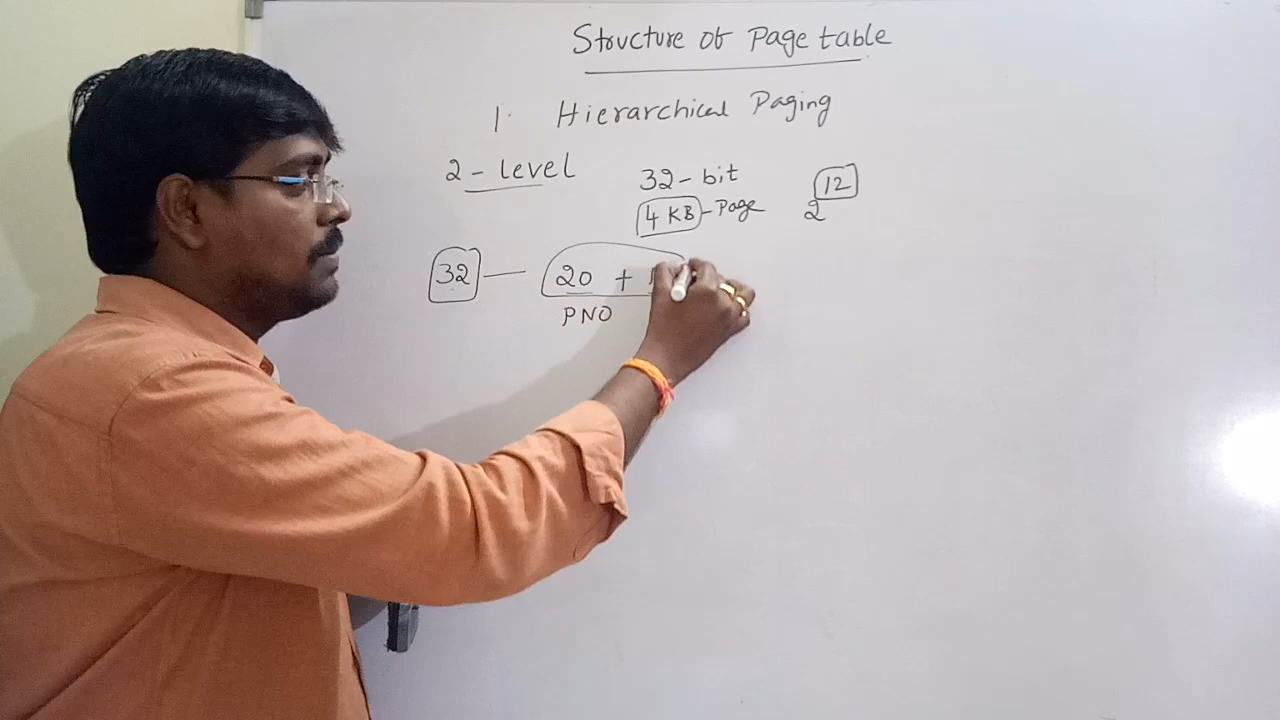 Structure of Page table
1. Hierarchical Paging
2 - Level
32 - bit
4 KB - Page 2^12
32 — 20 +
PNO